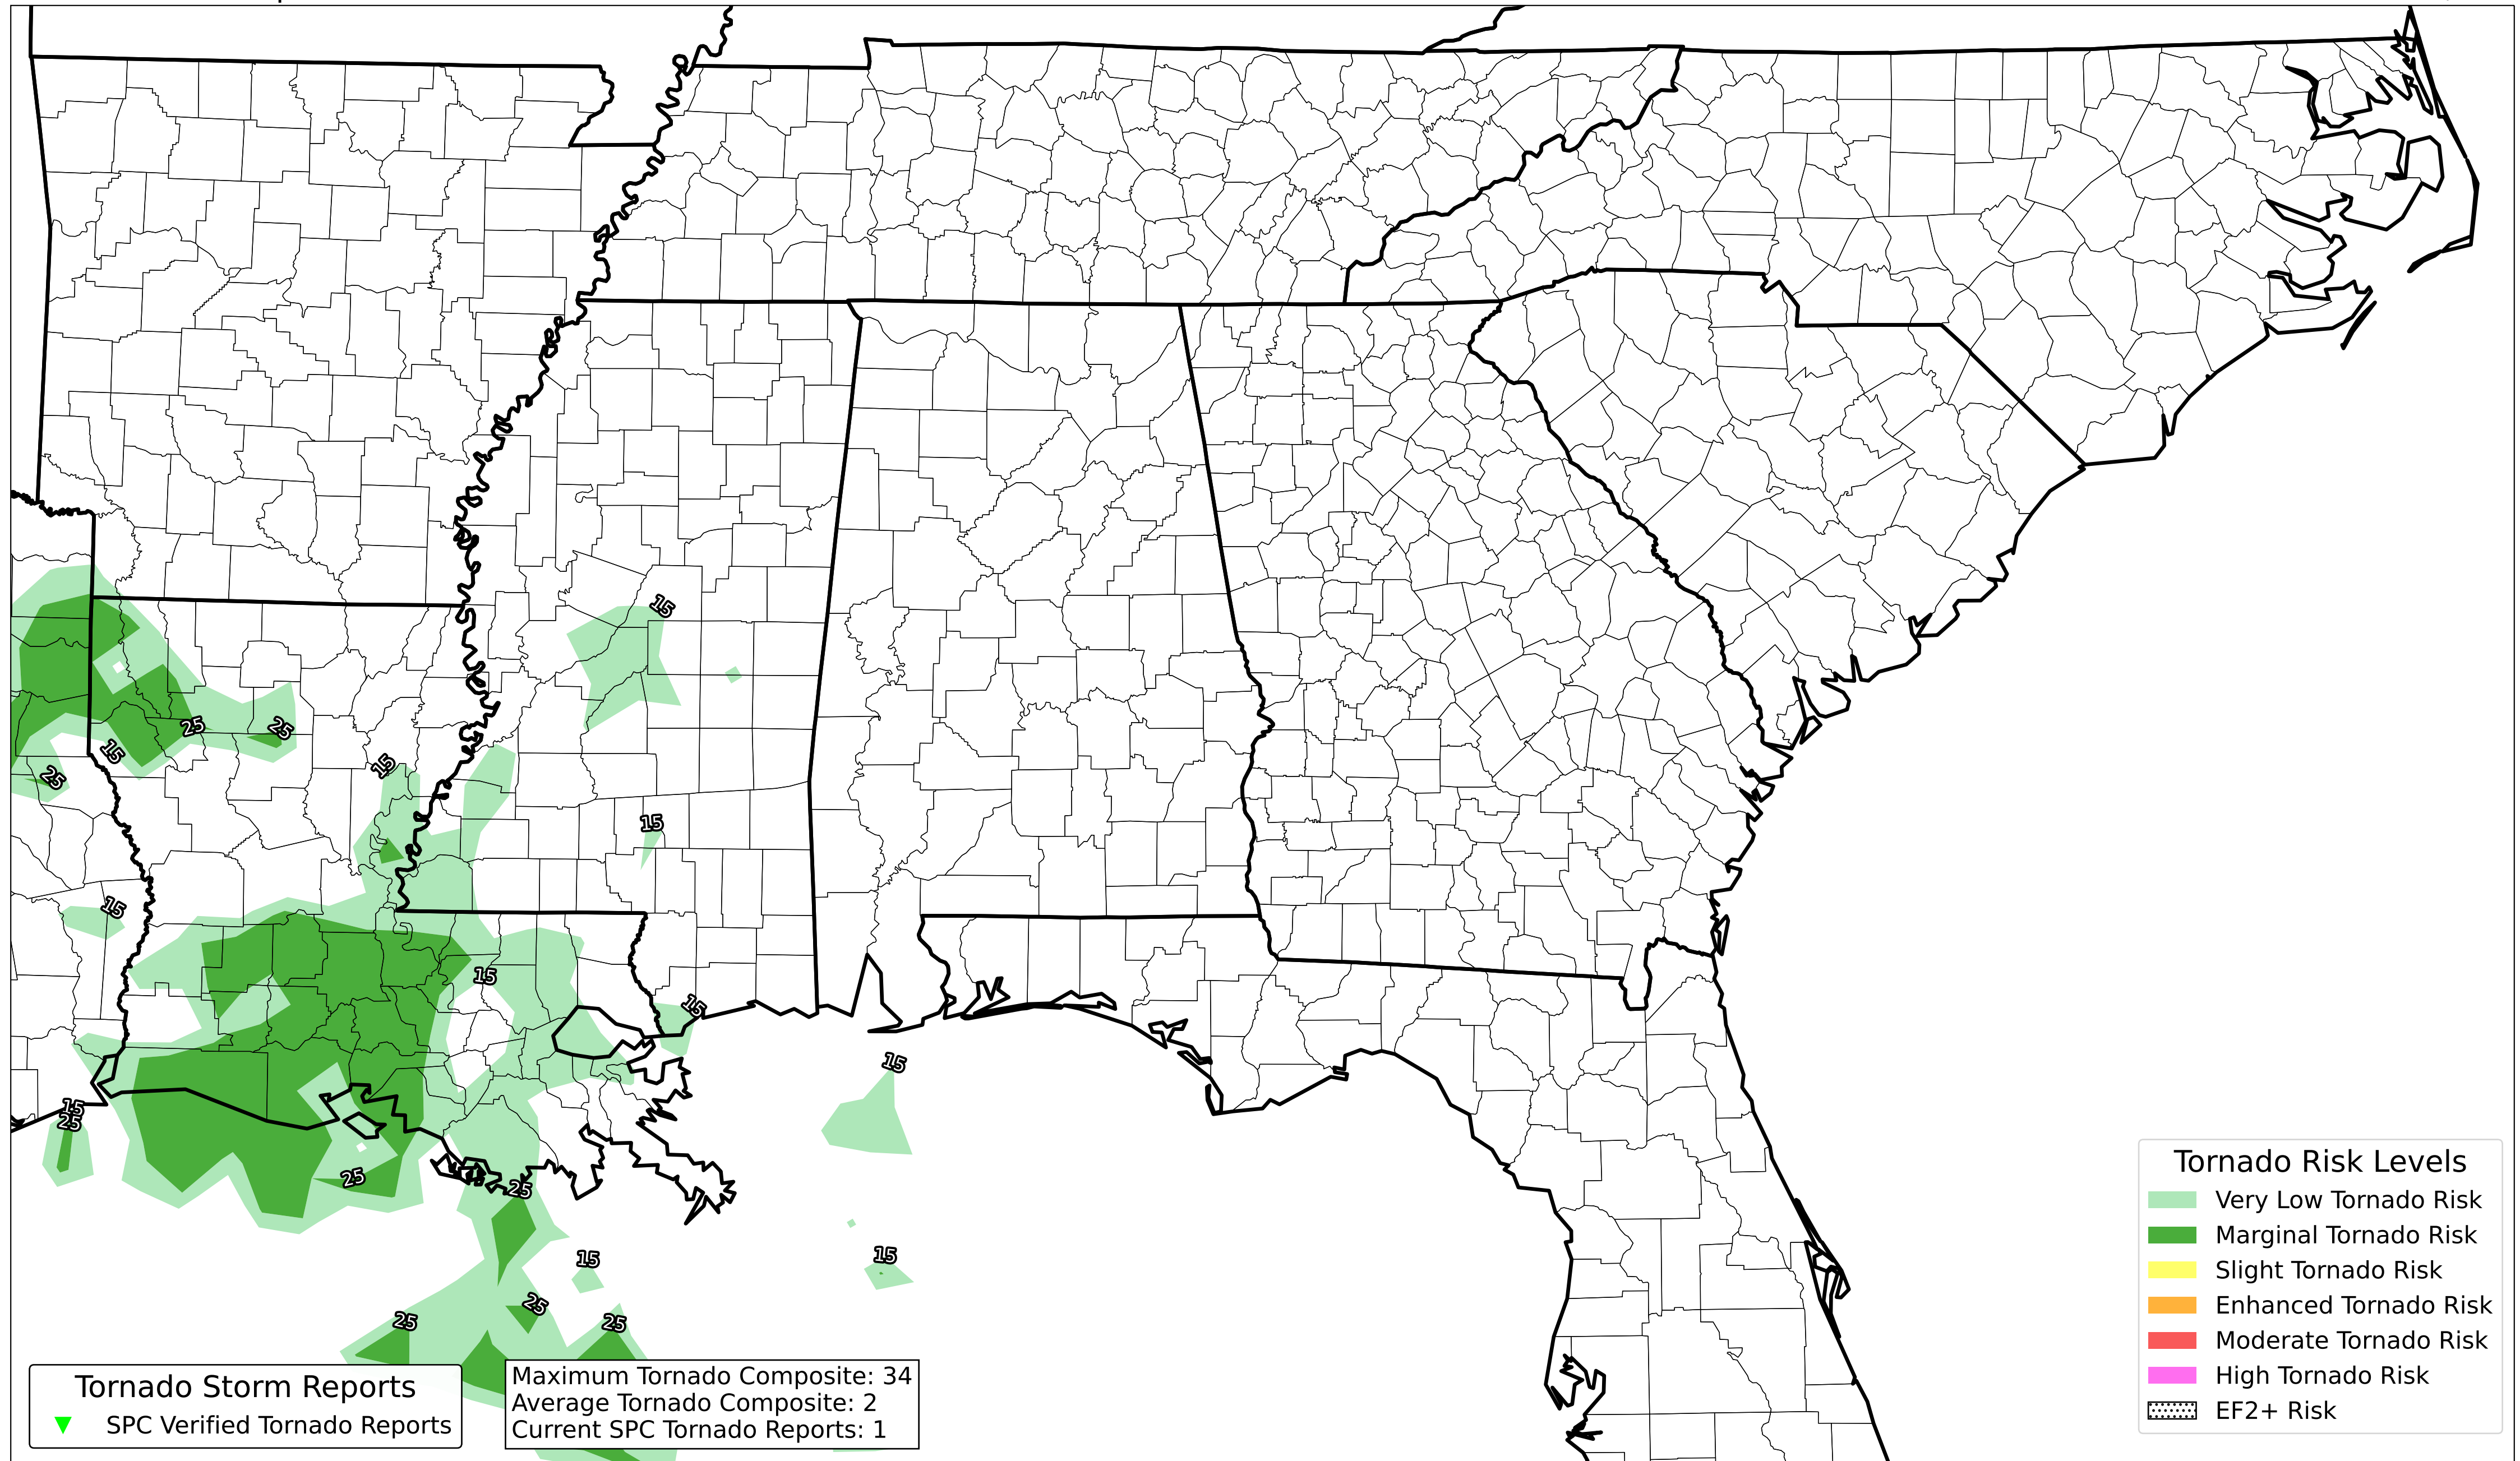 15
25
25
15
25
15
15
15
15
15
15
15
15
25
25
25
15
15
25
25
25
Tornado Risk Levels
Very Low Tornado Risk
Marginal Tornado Risk
Slight Tornado Risk
Enhanced Tornado Risk
Moderate Tornado Risk
High Tornado Risk
EF2+ Risk
Tornado Storm Reports
SPC Verified Tornado Reports
Maximum Tornado Composite: 34
Average Tornado Composite: 2
Current SPC Tornado Reports: 1